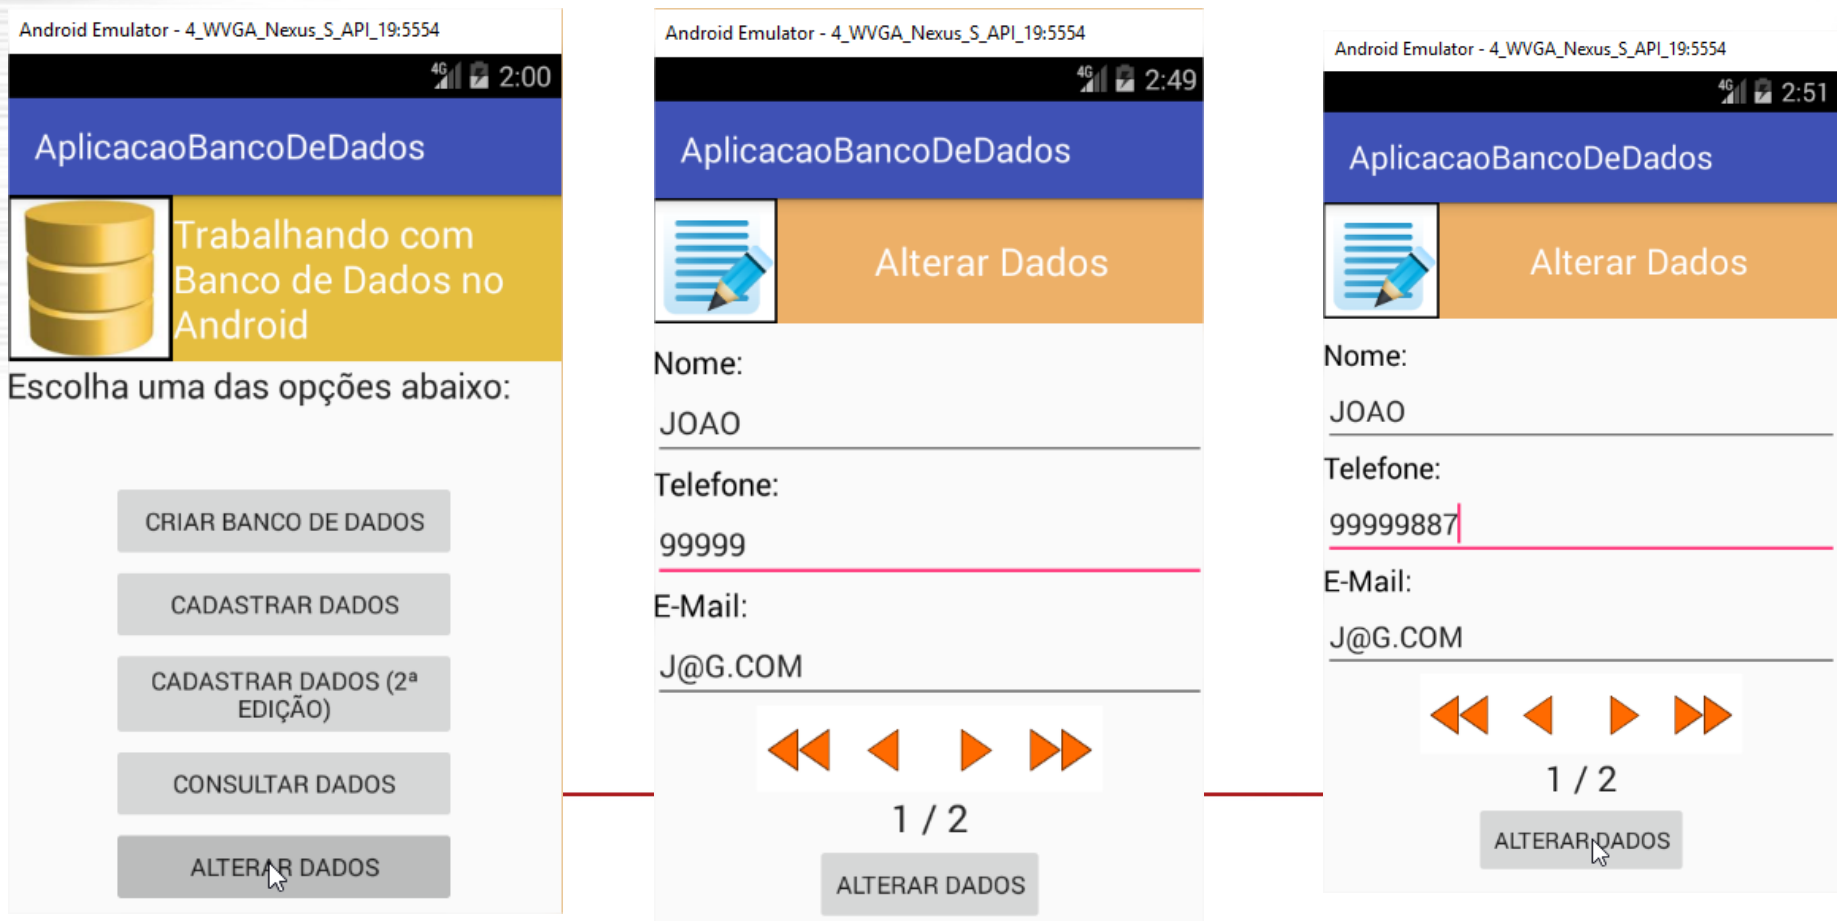 Android Emulator - 4_WVGA_Nexus_S_API_19:5554
4G 2:00
AplicacaoBancoDeDados
Trabalhando com
Banco de Dados no
Android
Escolha uma das opções abaixo:
CRIAR BANCO DE DADOS
CADASTRAR DADOS
CADASTRAR DADOS (2ª
EDIÇÃO)
CONSULTAR DADOS
ALTERAR DADOS
Android Emulator - 4_WVGA_Nexus_S_API_19:5554
4G 2:49
AplicacaoBancoDeDados
Alterar Dados
Nome:
JOAO
Telefone:
99999
E-Mail:
J@G.COM
1 / 2
ALTERAR DADOS
Android Emulator - 4_WVGA_Nexus_S_API_19:5554
4G 2:51
AplicacaoBancoDeDados
Alterar Dados
Nome:
JOAO
Telefone:
99999887
E-Mail:
J@G.COM
1 / 2
ALTERAR DADOS